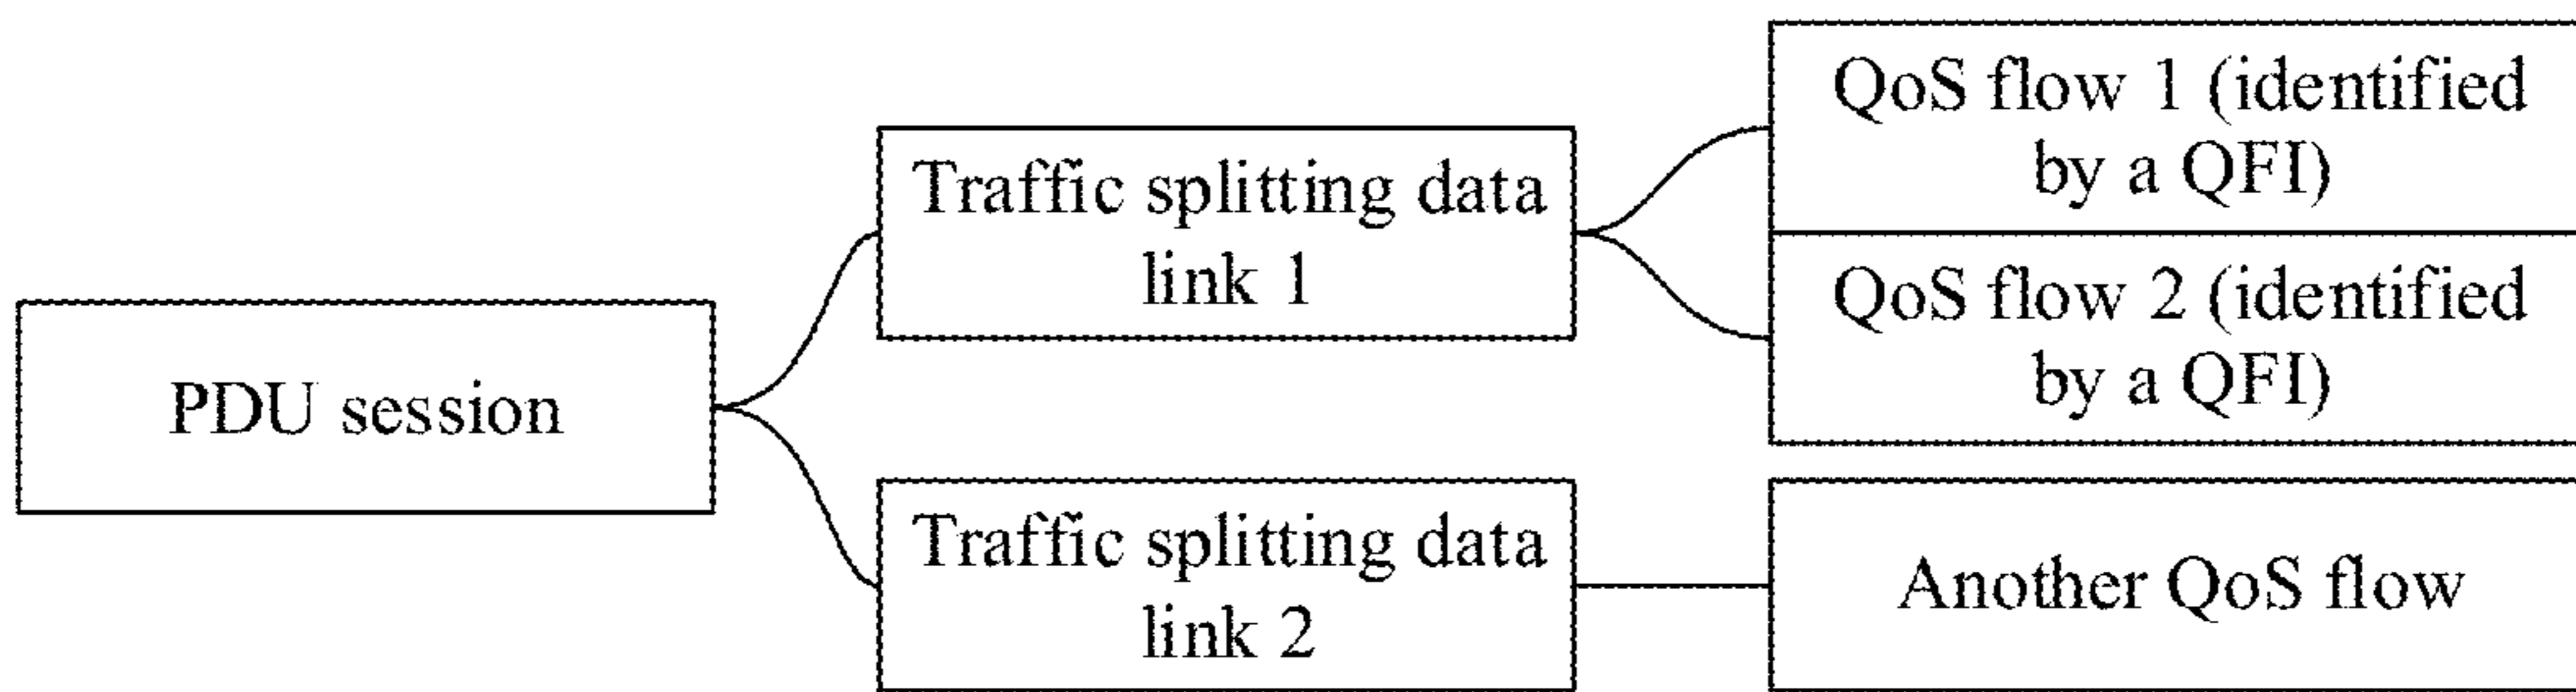 PDU session
Traffic splitting data
link 1
QoS flow 1 (identified
by a QFI)
QoS flow 2 (identified
by a QFI)
Traffic splitting data
link 2
Another QoS flow